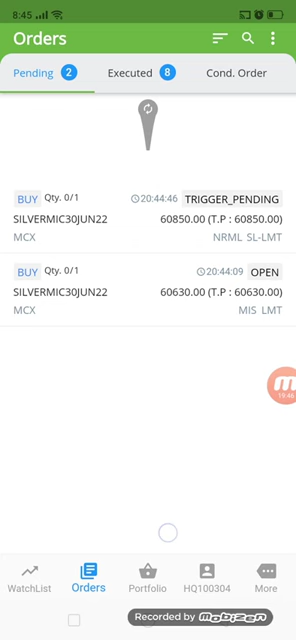 8:45
Orders
Pending 2 Executed 8 Cond. Order
BUY Qty. 0/1 20:44:46 TRIGGER_PENDING
SILVERMIC30JUN22 60850.00 (T.P : 60850.00)
MCX NRML SL-LMT
BUY Qty. 0/1 20:44:09 OPEN
SILVERMIC30JUN22 60630.00 (T.P : 60630.00)
MCX MIS LMT
19:46
WatchList Orders Portfolio HQ100304 More
Recorded by mobizen